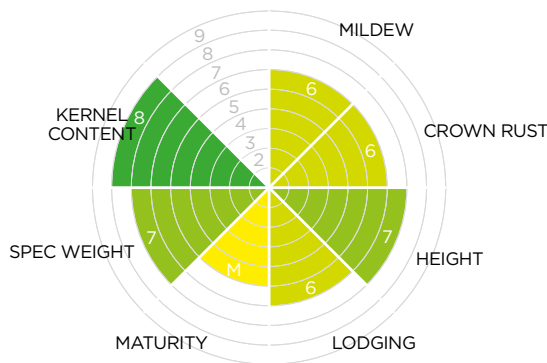 9
8
7
6
5
4
3
2
MILDEW
6
CROWN RUST
6
HEIGHT
7
LODGING
6
MATURITY
M
SPEC WEIGHT
7
KERNEL
CONTENT
8